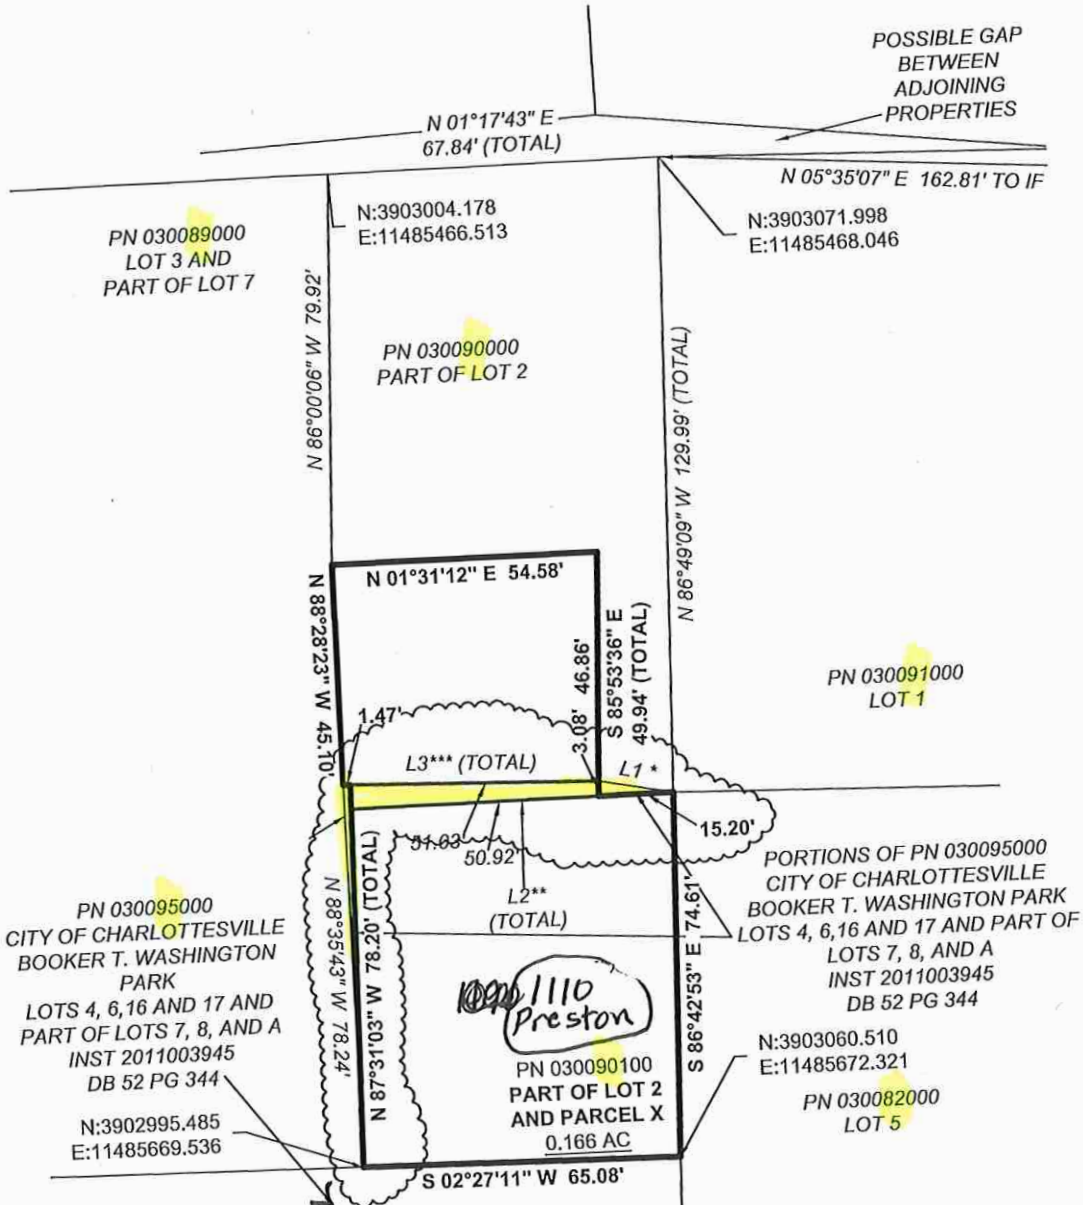 POSSIBLE GAP
BETWEEN
ADJOINING
PROPERTIES
N 01°17'43" E
67.84' (TOTAL)
N 05°35'07" E 162.81' TO IF
N:3903004.178
E:11485466.513
N:3903071.998
E:11485468.046
PN 030089000
LOT 3 AND
PART OF LOT 7
N 86°00'06" W 79.92'
PN 030090000
PART OF LOT 2
N 86°49'09" W 129.99' (TOTAL)
N 01°31'12" E 54.58'
N 88°28'23" W 45.10'
46.86'
3.08'
S 85°53'36" E
49.94' (TOTAL)
PN 030091000
LOT 1
1.47'
L3*** (TOTAL)
L1 *
15.20'
51.03'
50.92'
L2**
(TOTAL)
PORTIONS OF PN 030095000
CITY OF CHARLOTTESVILLE
BOOKER T. WASHINGTON PARK
LOTS 4, 6,16 AND 17 AND PART OF
LOTS 7, 8, AND A
INST 2011003945
DB 52 PG 344
PN 030095000
CITY OF CHARLOTTESVILLE
BOOKER T. WASHINGTON
PARK
LOTS 4, 6,16 AND 17 AND
PART OF LOTS 7, 8, AND A
INST 2011003945
DB 52 PG 344
N 88°35'43" W 78.24'
N 87°31'03" W 78.20' (TOTAL)
S 86°42'53" E 74.61'
1110
Preston
PN 030090100
PART OF LOT 2
AND PARCEL X
0.166 AC
N:3903060.510
E:11485672.321
PN 030082000
LOT 5
N:3902995.485
E:11485669.536
S 02°27'11" W 65.08'